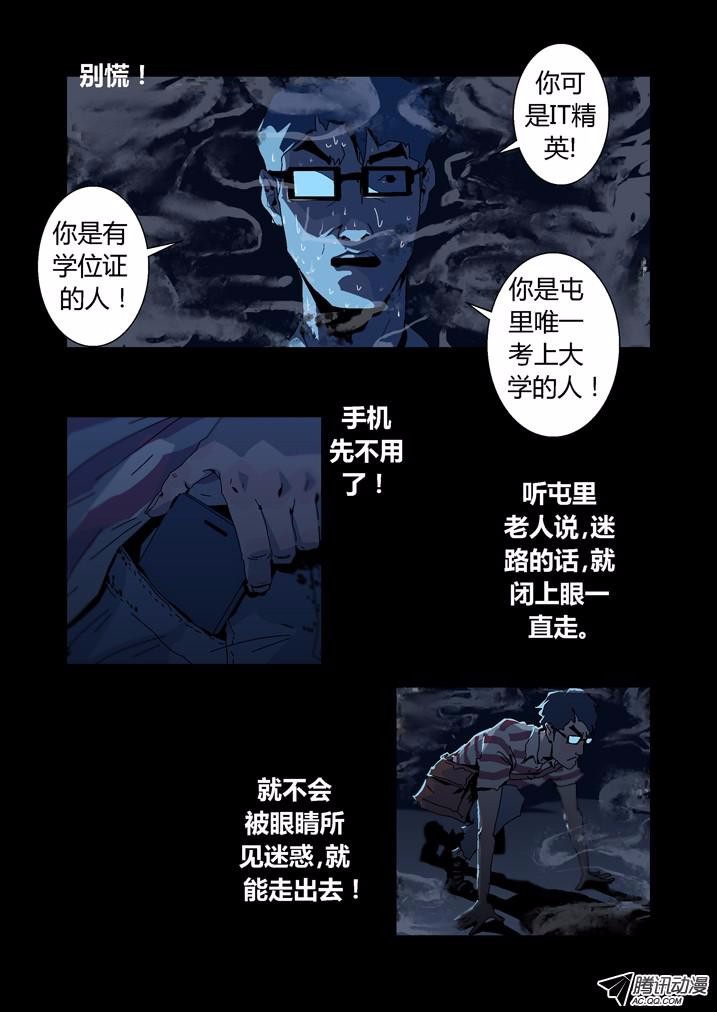 别慌！
你可
是IT精
英!
你是有
学位证
的人！
你是屯
里唯一
考上大
学的人！
手机
先不用
了！
听屯里
老人说,迷
路的话,就
闭上眼一
直走。
就不会
被眼睛所
见迷惑,就
能走出去！
腾讯动漫
AC.QQ.COM